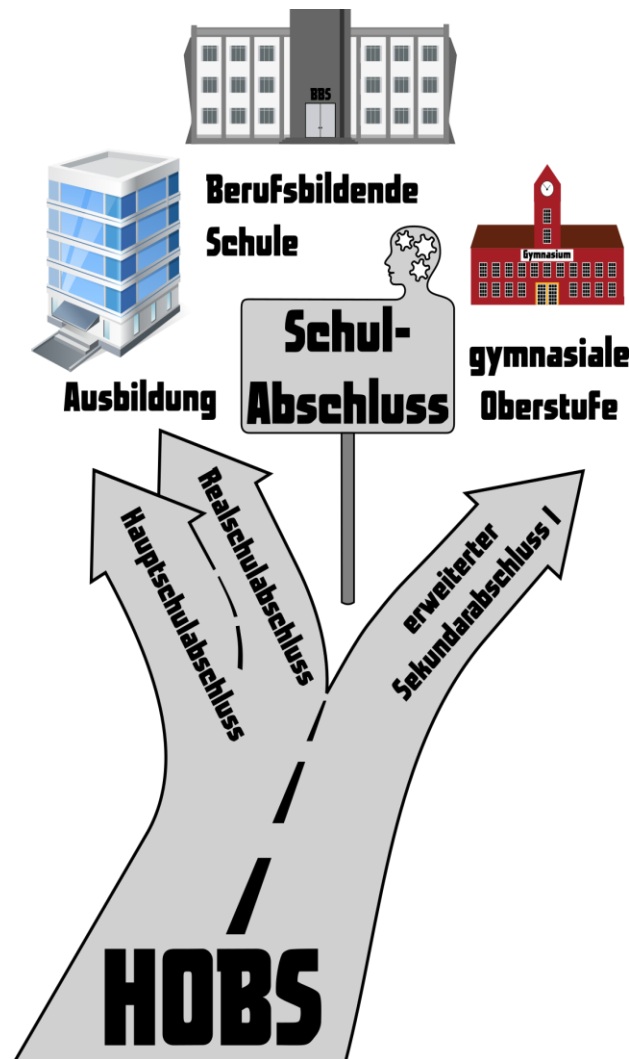 BBS
Berufsbildende
Schule
Gymnasium
Schul-
Abschluss
gymnasiale
Oberstufe
Ausbildung
Hauptschulabschluss
Realschulabschluss
erweiterter
Sekundarabschluss I
HOBS